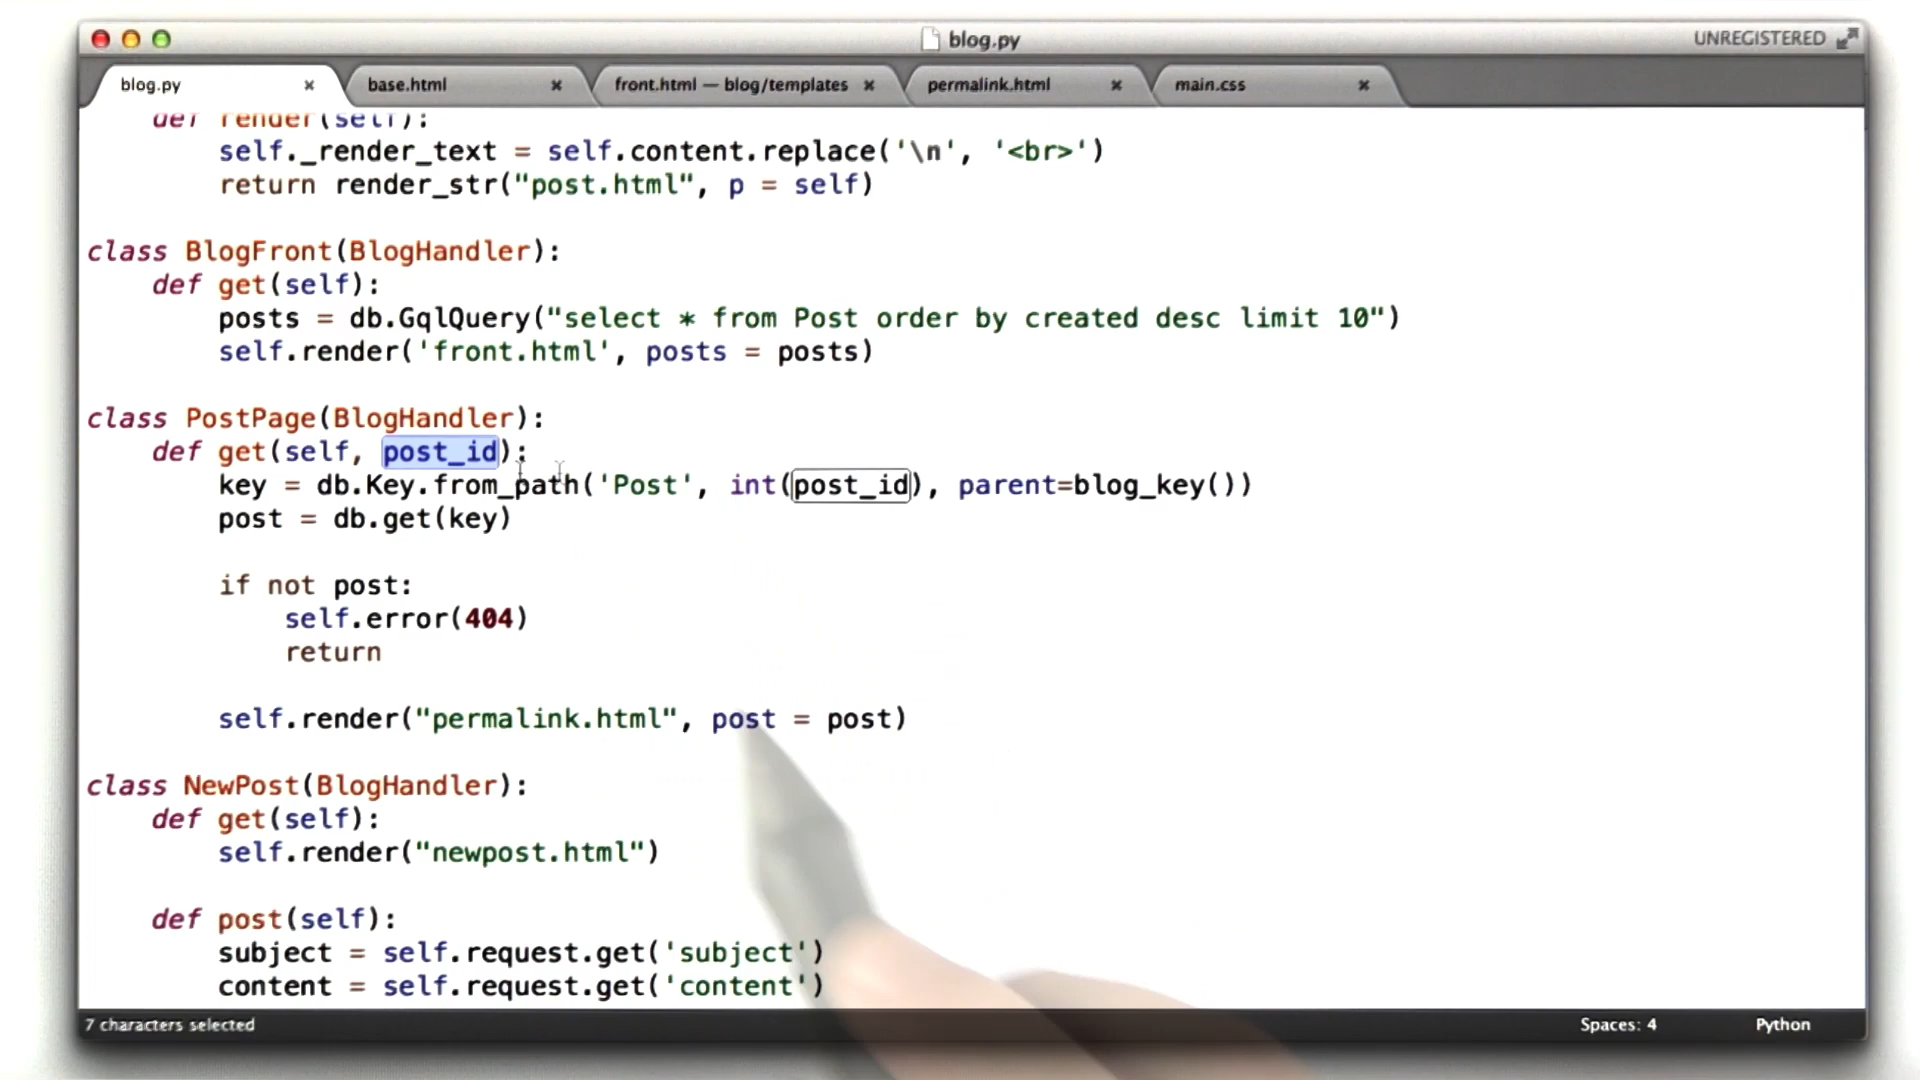 blog.py
UNREGISTERED
blog.py
base.html
front.html — blog/templates
permalink.html
main.css
def render(self):
self._render_text = self.content.replace('\n', '<br>')
return render_str("post.html", p = self)
class BlogFront(BlogHandler):
def get(self):
posts = db.GqlQuery("select * from Post order by created desc limit 10")
self.render('front.html', posts = posts)
class PostPage(BlogHandler):
def get(self, post_id):
key = db.Key.from_path('Post', int(post_id), parent=blog_key())
post = db.get(key)
if not post:
self.error(404)
return
self.render("permalink.html", post = post)
class NewPost(BlogHandler):
def get(self):
self.render("newpost.html")
def post(self):
subject = self.request.get('subject')
content = self.request.get('content')
7 characters selected
Spaces: 4
Python